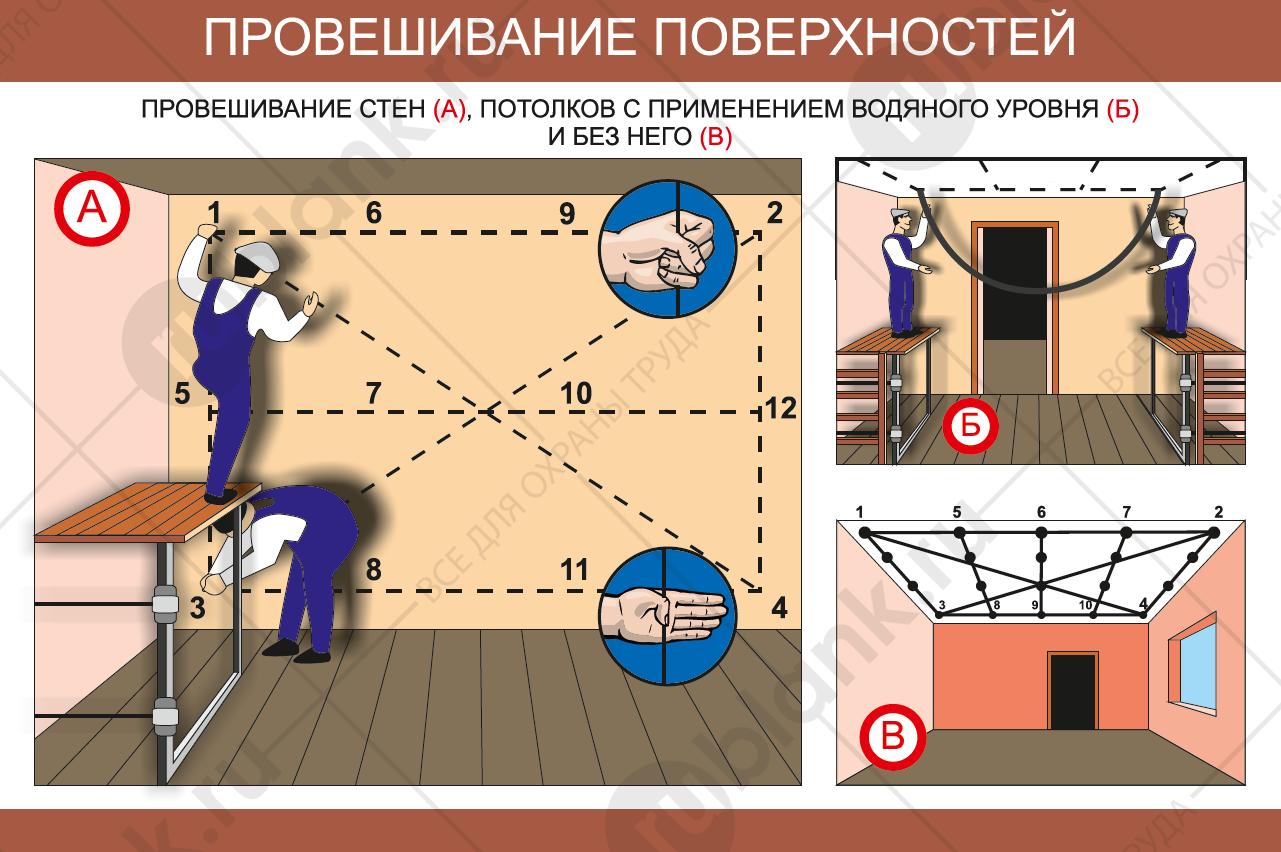 ПРОВЕШИВАНИЕ ПОВЕРХНОСТЕЙ
ПРОВЕШИВАНИЕ СТЕН (А), ПОТОЛКОВ С ПРИМЕНЕНИЕМ ВОДЯНОГО УРОВНЯ (Б)
И БЕЗ НЕГО (В)
А
1 6 9 2
5 7 10 12
8 11
3 4
Б
1 5 6 7 2
3 8 9 10 4
В
rublank.ru
ВСЕ ДЛЯ ОХРАНЫ ТРУДА